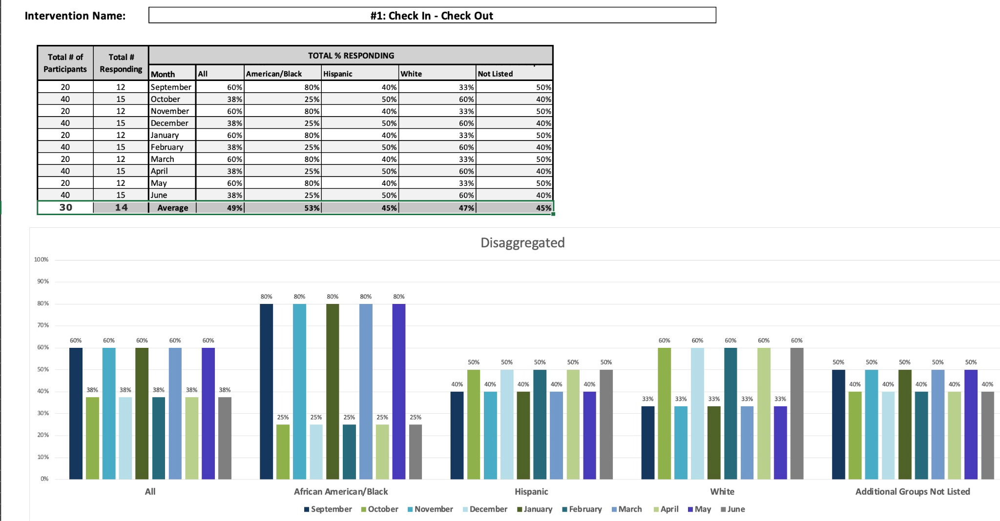 Intervention Name: #1: Check In - Check Out
Total # of Participants Total # Responding TOTAL % RESPONDING
Month All American/Black Hispanic White Not Listed
20 12 September 60% 80% 40% 33% 50%
40 15 October 38% 25% 50% 60% 40%
20 12 November 60% 80% 40% 33% 50%
40 15 December 38% 25% 50% 60% 40%
20 12 January 60% 80% 40% 33% 50%
40 15 February 38% 25% 50% 60% 40%
20 12 March 60% 80% 40% 33% 50%
40 15 April 38% 25% 50% 60% 40%
20 12 May 60% 80% 40% 33% 50%
40 15 June 38% 25% 50% 60% 40%
30 14 Average 49% 53% 45% 47% 45%
Disaggregated
100%
90%
80%
70%
60%
50%
40%
30%
20%
10%
0%
60% 38% 60% 38% 60% 38% 60% 38% 60% 38%
80% 25% 80% 25% 80% 25% 80% 25% 80% 25%
40% 50% 40% 50% 40% 50% 40% 50% 40% 50%
33% 60% 33% 60% 33% 60% 33% 60% 33% 60%
50% 40% 50% 40% 50% 40% 50% 40% 50% 40%
All African American/Black Hispanic White Additional Groups Not Listed
September October November December January February March April May June